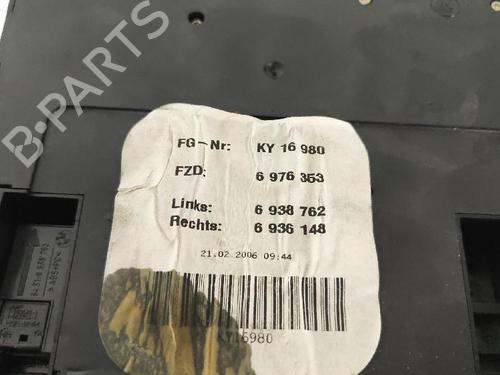 B-PARTS
FG-Nr: KY 16 980
FZD: 6 976 353
Links: 6 938 762
Rechts: 6 936 148
21.02.2006 09:44
KY16980